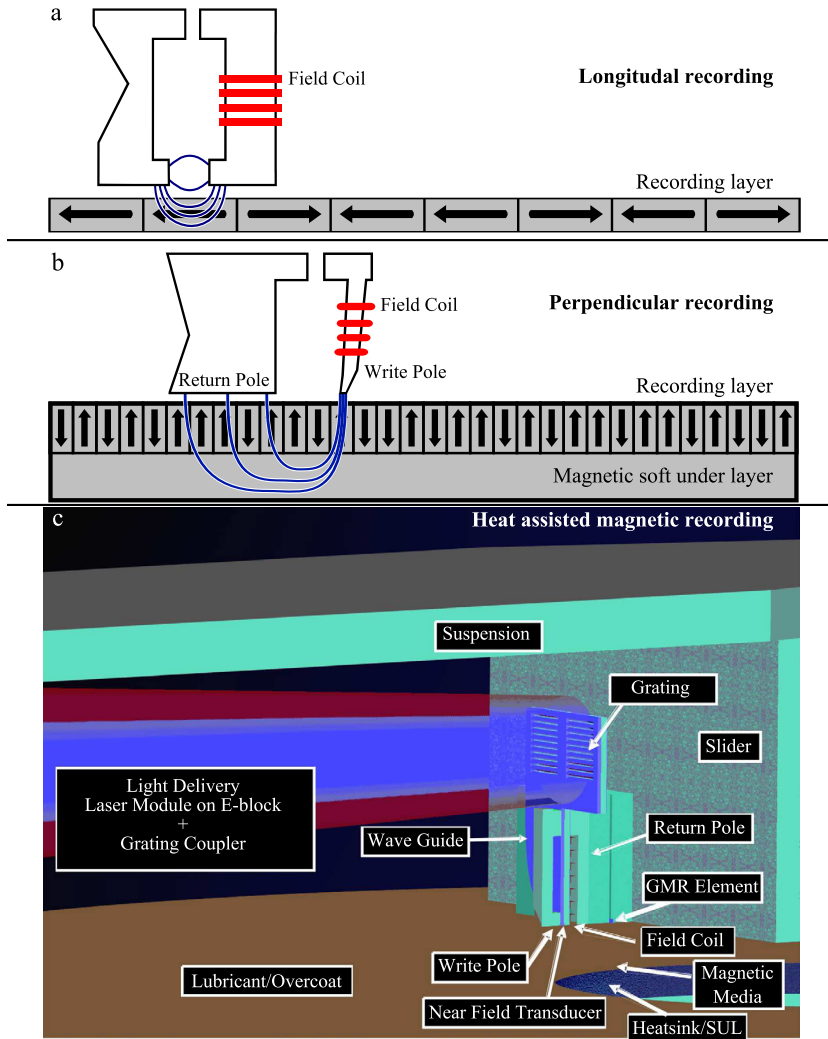 a
Field Coil
Longitudal recording
Recording layer
b
Field Coil
Perpendicular recording
Write Pole
Return Pole
Recording layer
Magnetic soft under layer
c
Heat assisted magnetic recording
Suspension
Grating
Slider
Light Delivery
Laser Module on E-block
+
Grating Coupler
Wave Guide
Return Pole
GMR Element
Field Coil
Write Pole
Lubricant/Overcoat
Magnetic
Media
Near Field Transducer
Heatsink/SUL